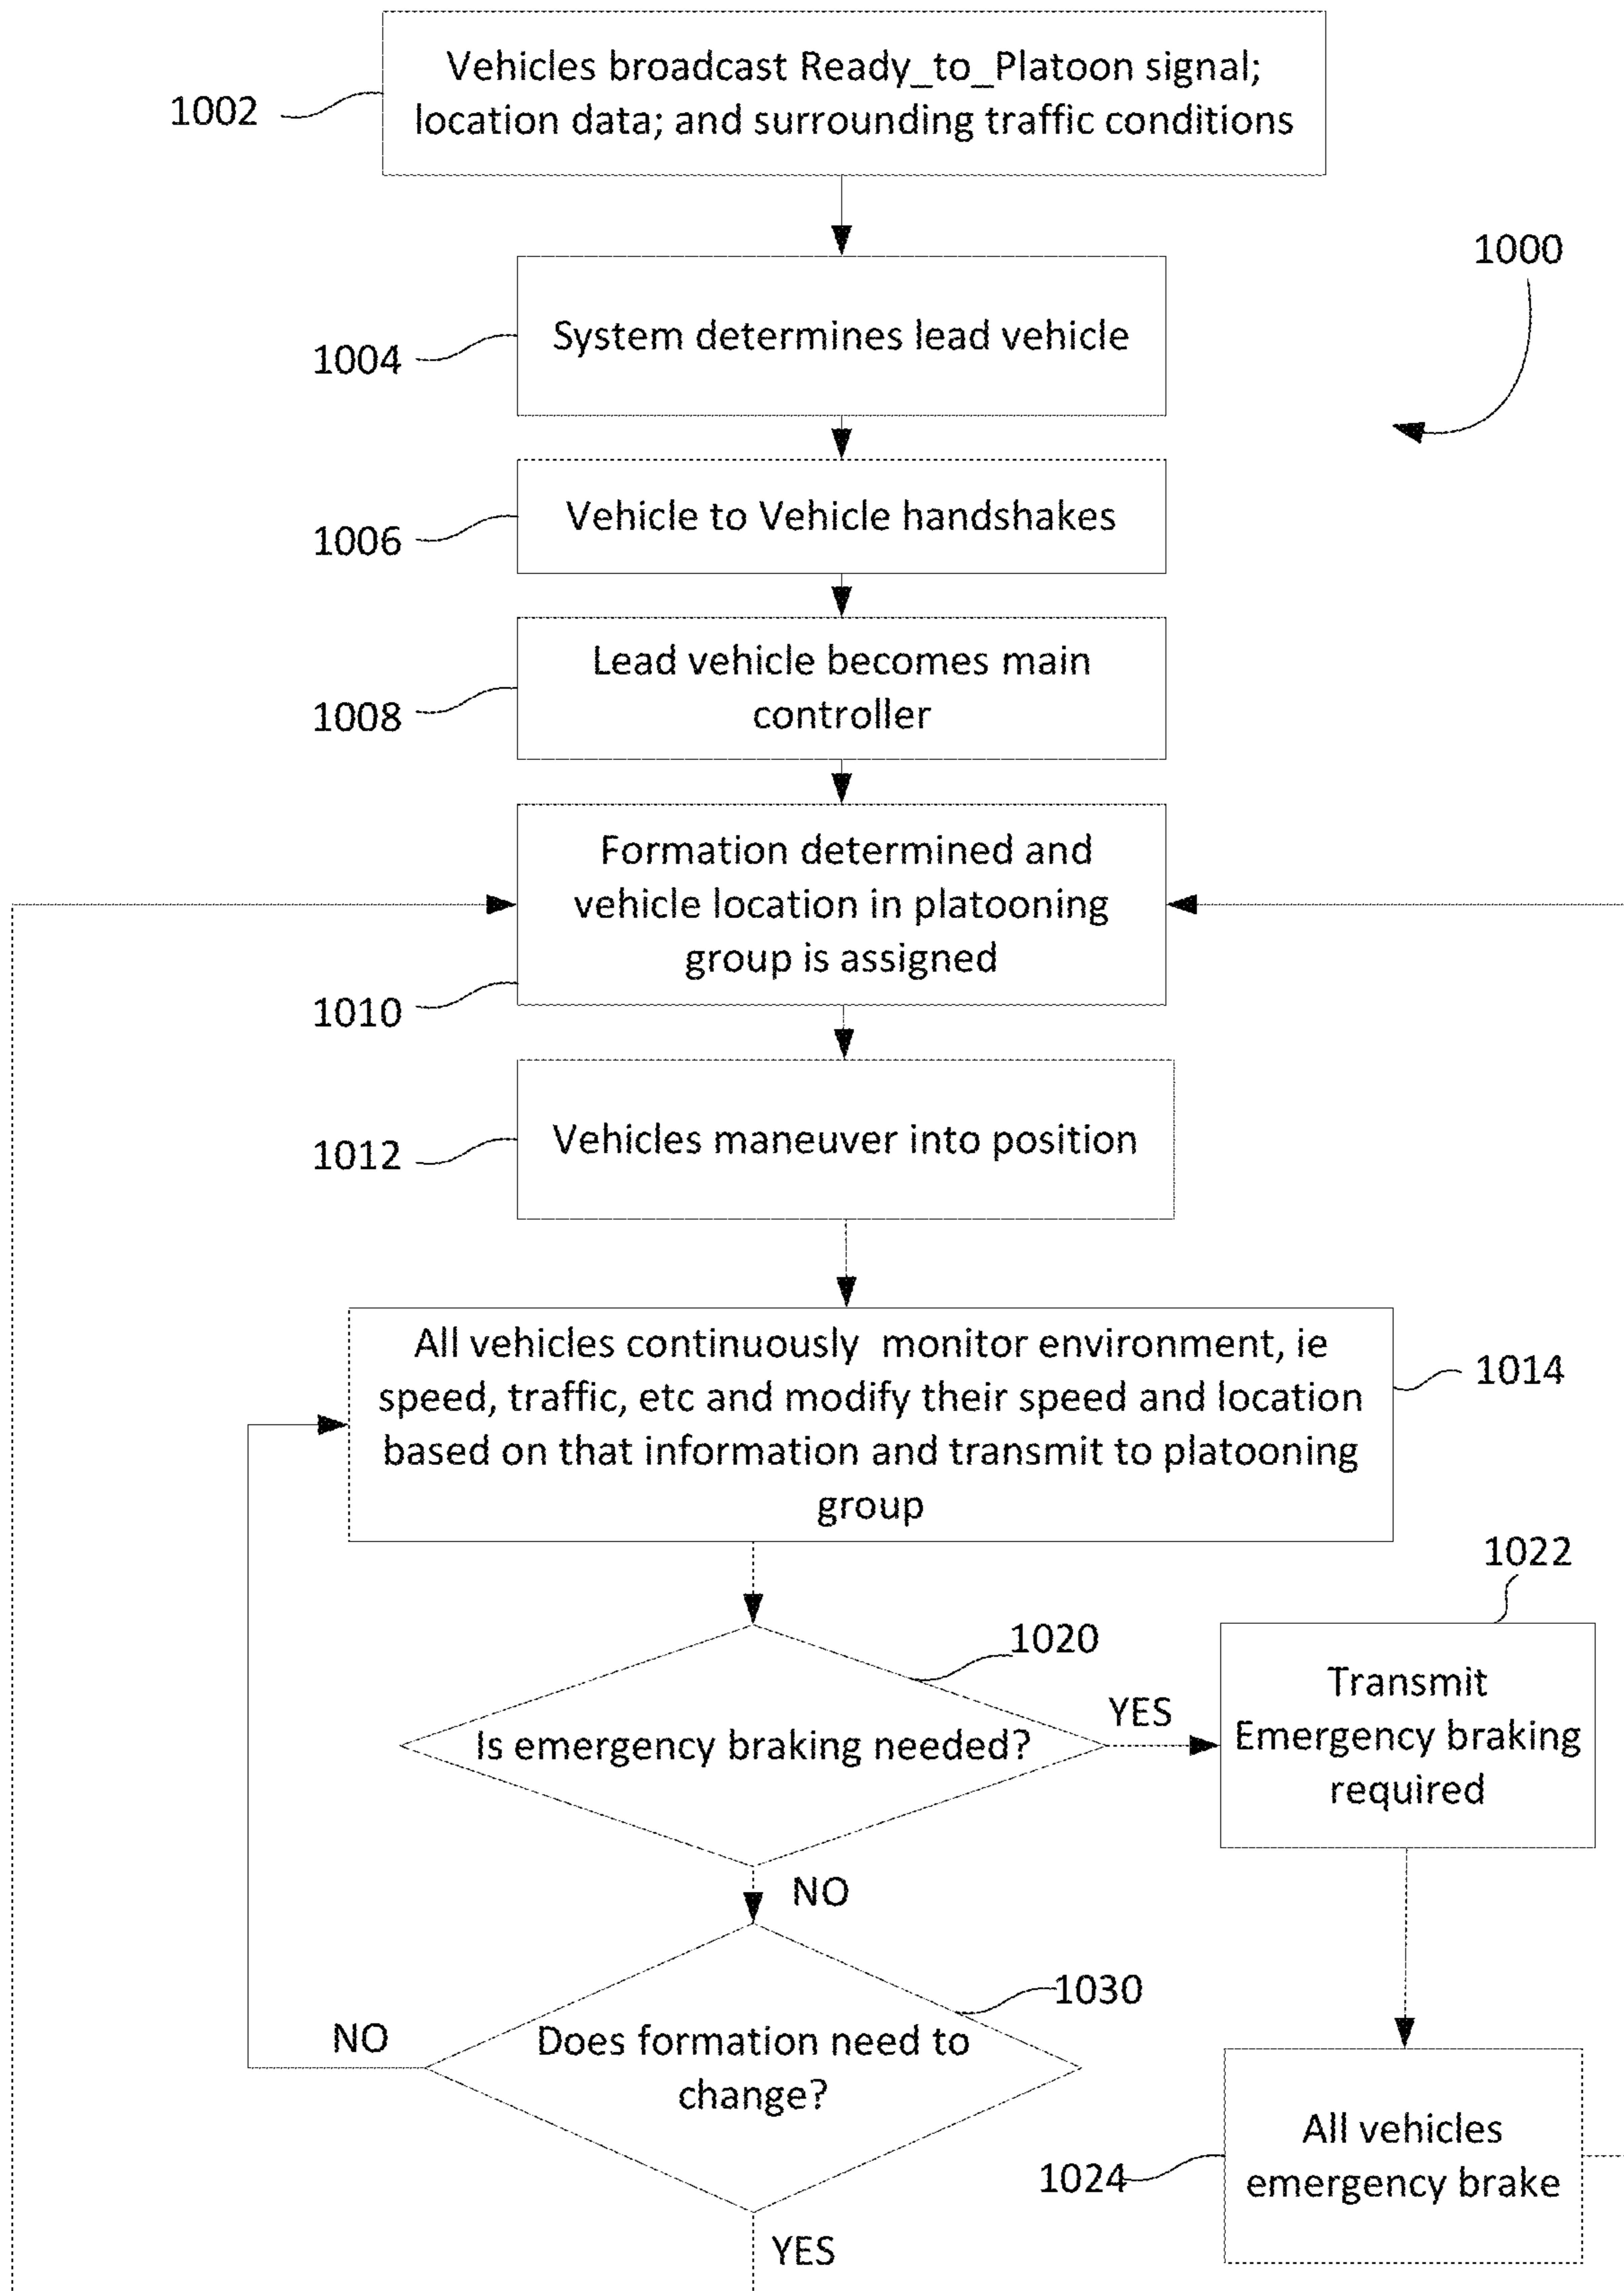 Vehicles broadcast Ready_to_Platoon signal;
location data; and surrounding traffic conditions
1002
1000
System determines lead vehicle
1004
Vehicle to Vehicle handshakes
1006
Lead vehicle becomes main
controller
1008
Formation determined and
vehicle location in platooning
group is assigned
1010
Vehicles maneuver into position
1012
All vehicles continuously  monitor environment, ie
speed, traffic, etc and modify their speed and location
based on that information and transmit to platooning
group
1014
1022
1020
Is emergency braking needed?
YES
Transmit
Emergency braking
required
NO
1030
Does formation need to
change?
NO
All vehicles
emergency brake
1024
YES